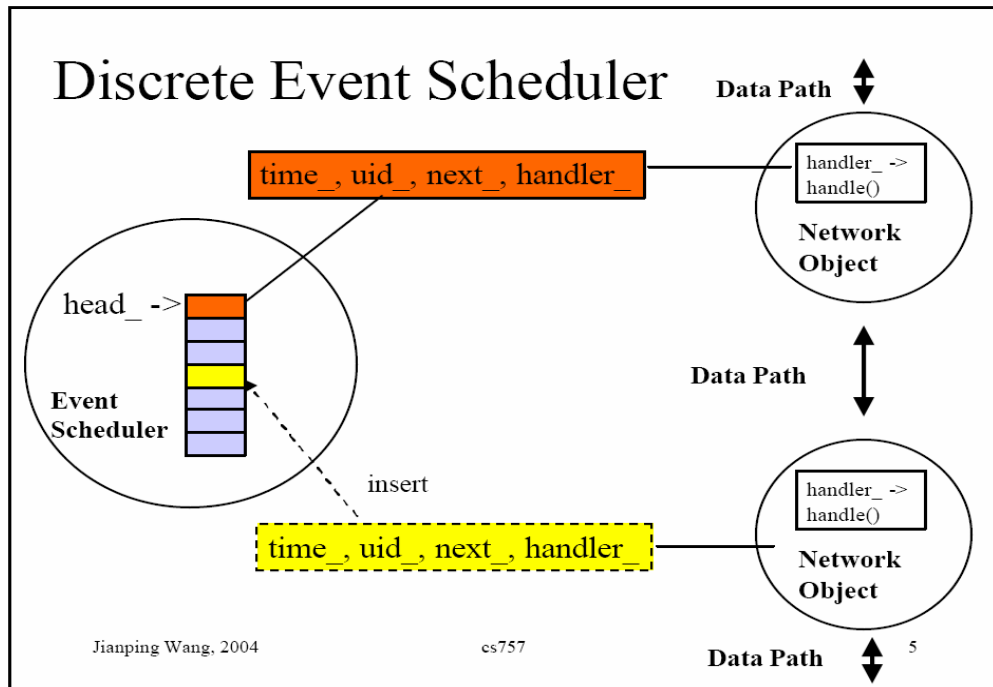 Discrete Event Scheduler
Data Path
time_, uid_, next_, handler_
handler_ ->
handle()
Network
Object
head_ ->
Event
Scheduler
Data Path
insert
time_, uid_, next_, handler_
handler_ ->
handle()
Network
Object
Jianping Wang, 2004
cs757
Data Path
5